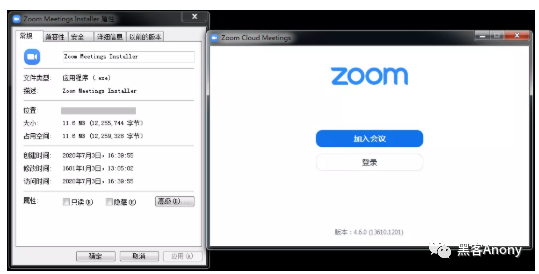 Zoom Meetings Installer 属性
常规 兼容性 安全 详细信息 以前的版本
Zoom Meetings Installer
文件类型: 应用程序 (.exe)
描述: Zoom Meetings Installer
位置:
大小: 11.6 MB (12,255,744 字节)
占用空间: 11.6 MB (12,259,328 字节)
创建时间: 2020年7月3日，16:39:55
修改时间: 1601年1月3日，13:05:02
访问时间: 2020年7月3日，16:39:55
属性: 只读(R) 隐藏(H) 高级(D)...
确定 取消 应用(A)
Zoom Cloud Meetings
zoom
加入会议
登录
版本：4.6.0 (13610.1201)
黑客Anony